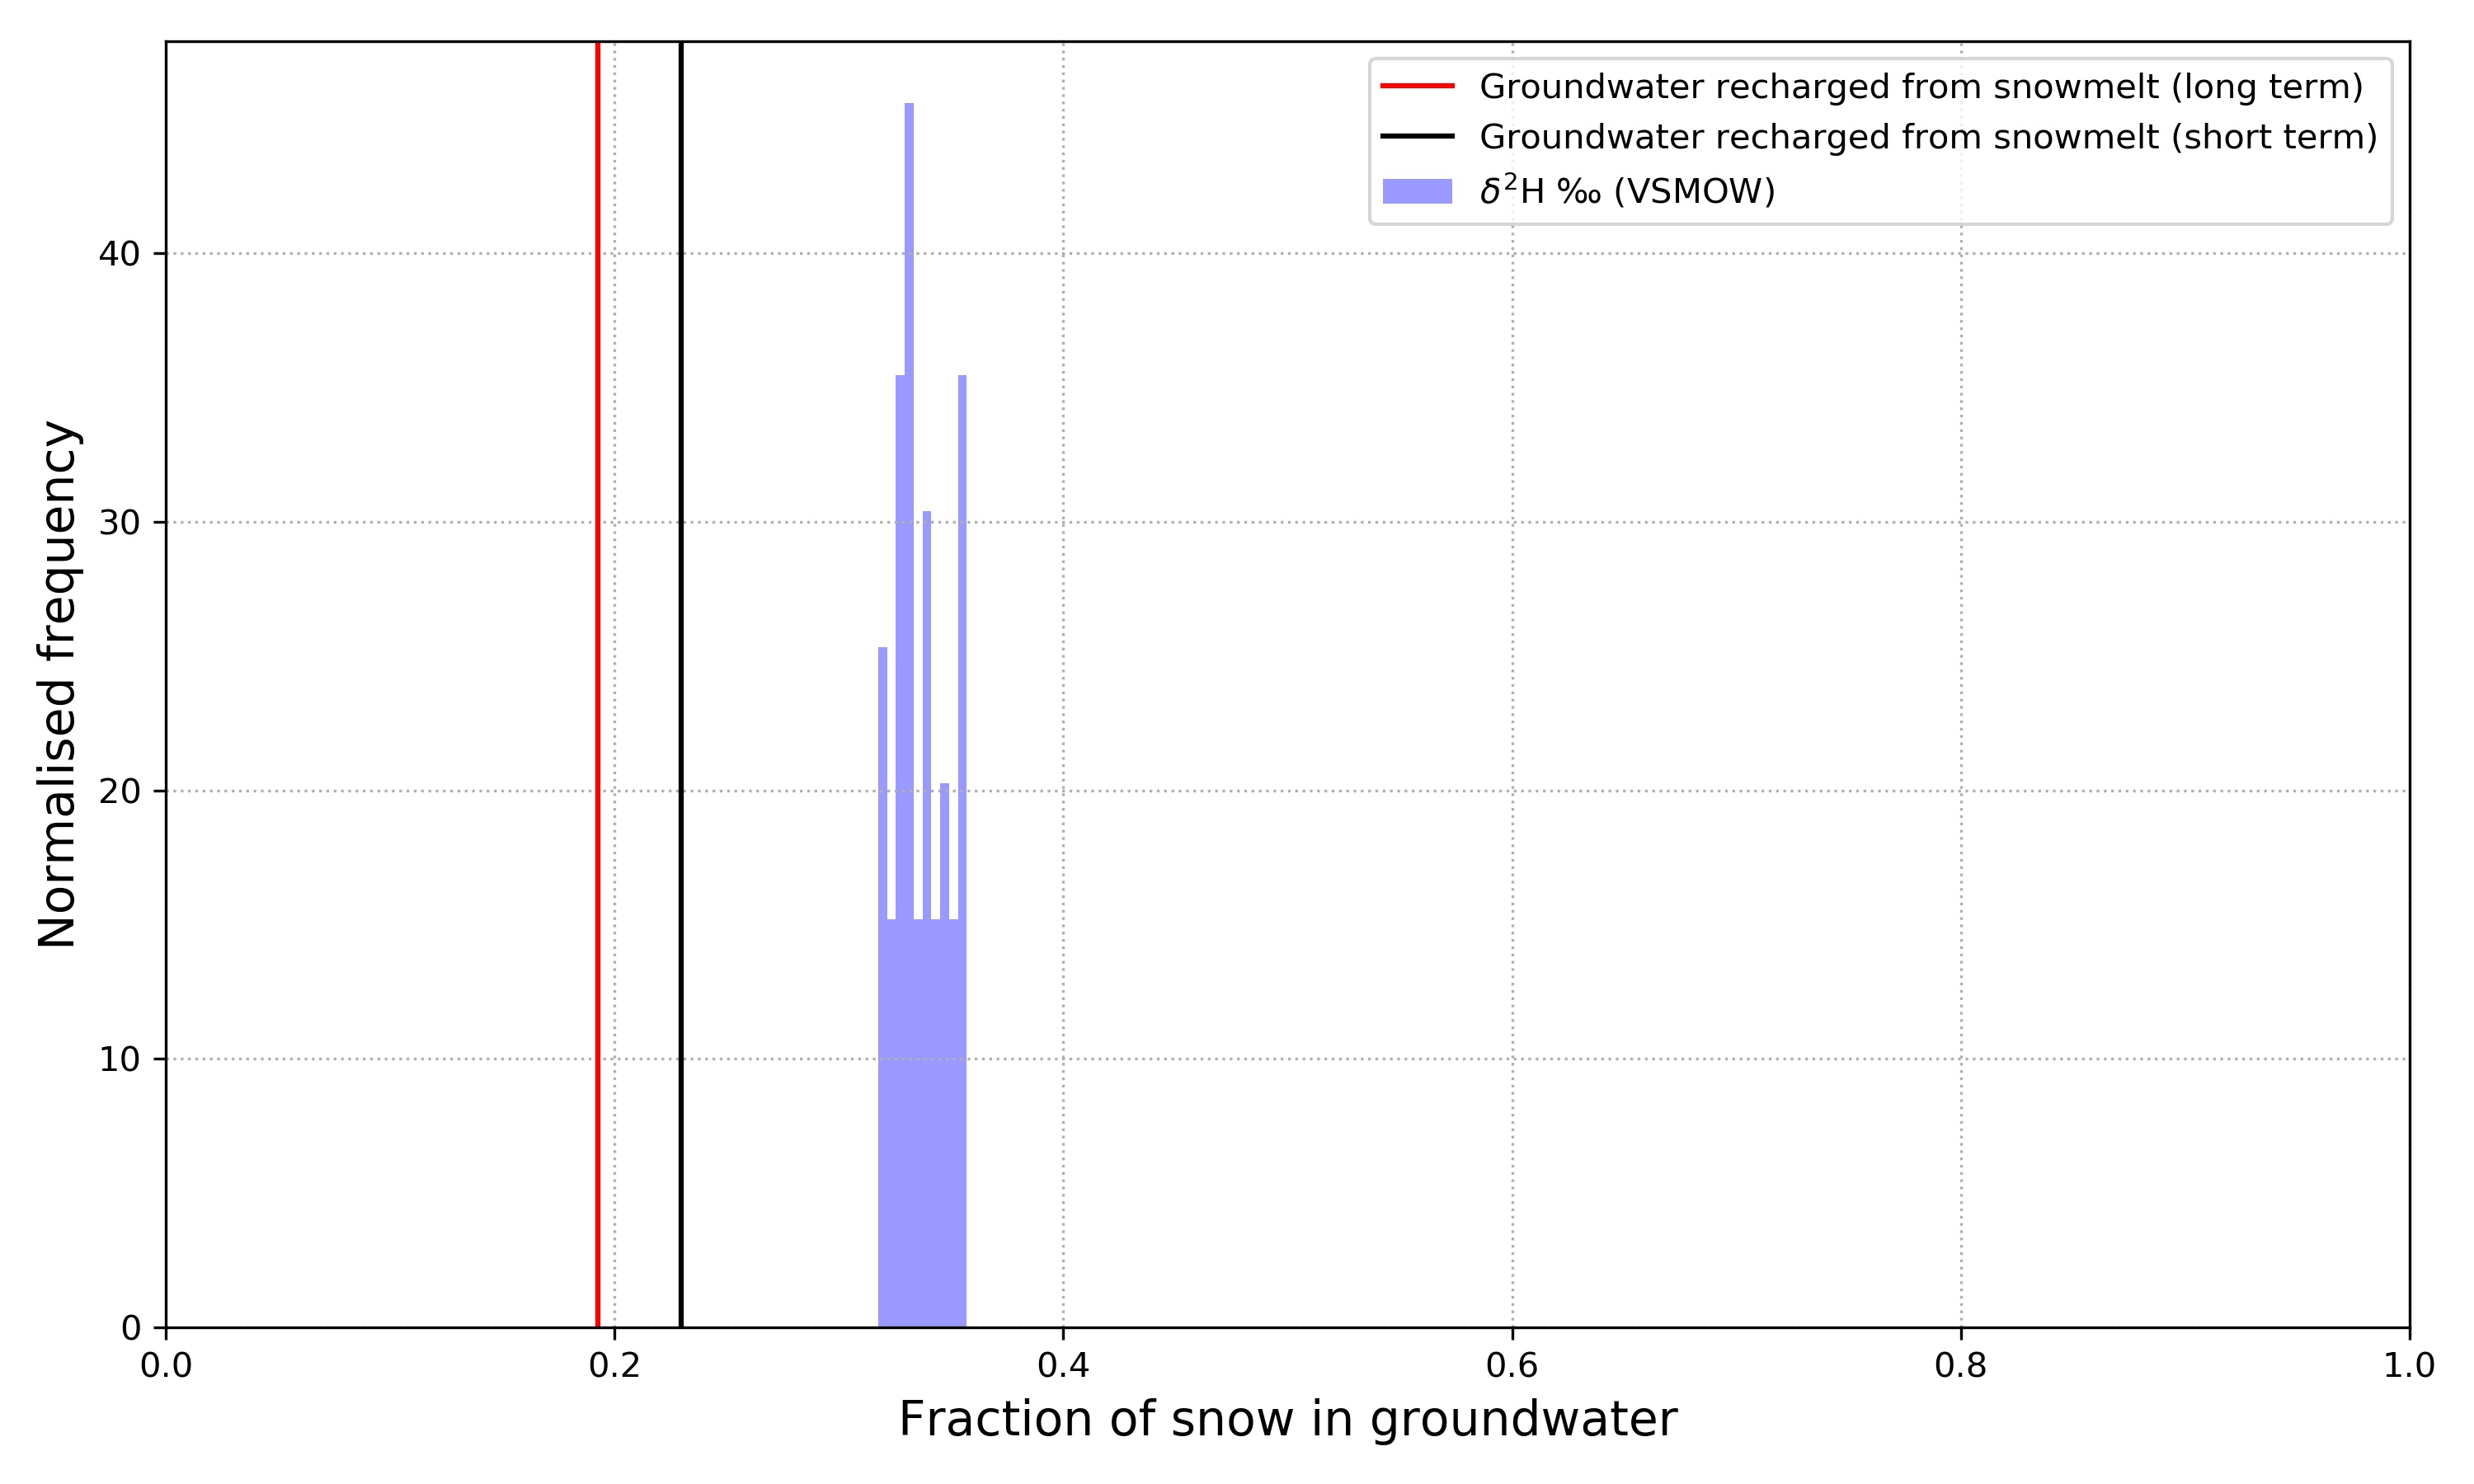 Groundwater recharged from snowmelt (long term)
Groundwater recharged from snowmelt (short term)
δ²H ‰ (VSMOW)
Normalised frequency
40
30
20
10
0
0.0 0.2 0.4 0.6 0.8 1.0
Fraction of snow in groundwater